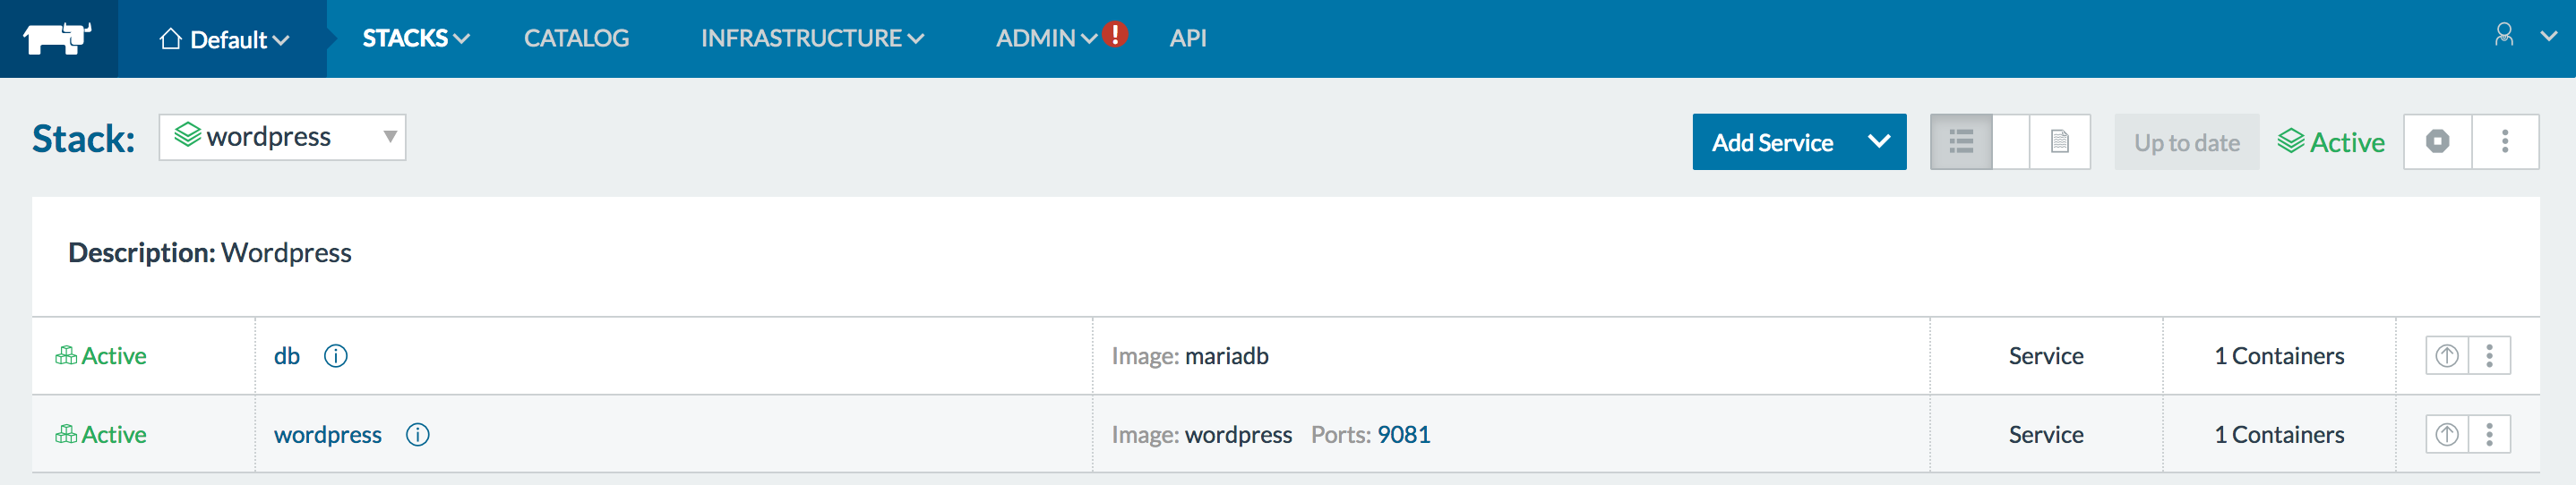 Default STACKS CATALOG INFRASTRUCTURE ADMIN ! API
Stack: wordpress Add Service Up to date Active
Description: Wordpress
Active db i Image: mariadb Service 1 Containers
Active wordpress i Image: wordpress Ports: 9081 Service 1 Containers